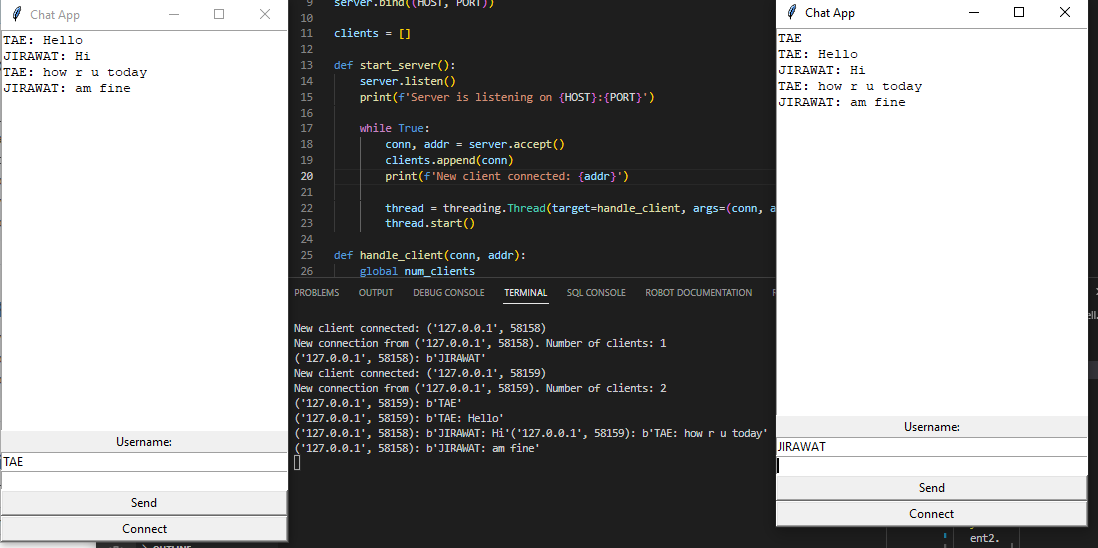 Chat App
TAE: Hello
JIRAWAT: Hi
TAE: how r u today
JIRAWAT: am fine
Username:
TAE
Send
Connect
9 server.bind((HOST, PORT))
10
11 clients = []
12
13 def start_server():
14 server.listen()
15 print(f'Server is listening on {HOST}:{PORT}')
16
17 while True:
18 conn, addr = server.accept()
19 clients.append(conn)
20 print(f'New client connected: {addr}')
21
22 thread = threading.Thread(target=handle_client, args=(conn, a
23 thread.start()
24
25 def handle_client(conn, addr):
26 global num_clients
PROBLEMS OUTPUT DEBUG CONSOLE TERMINAL SQL CONSOLE ROBOT DOCUMENTATION
New client connected: ('127.0.0.1', 58158)
New connection from ('127.0.0.1', 58158). Number of clients: 1
('127.0.0.1', 58158): b'JIRAWAT'
New client connected: ('127.0.0.1', 58159)
New connection from ('127.0.0.1', 58159). Number of clients: 2
('127.0.0.1', 58159): b'TAE'
('127.0.0.1', 58159): b'TAE: Hello'
('127.0.0.1', 58158): b'JIRAWAT: Hi'('127.0.0.1', 58159): b'TAE: how r u today'
('127.0.0.1', 58158): b'JIRAWAT: am fine'
OUTLINE
Chat App
TAE
TAE: Hello
JIRAWAT: Hi
TAE: how r u today
JIRAWAT: am fine
Username:
JIRAWAT
Send
Connect
ell.
ent2.